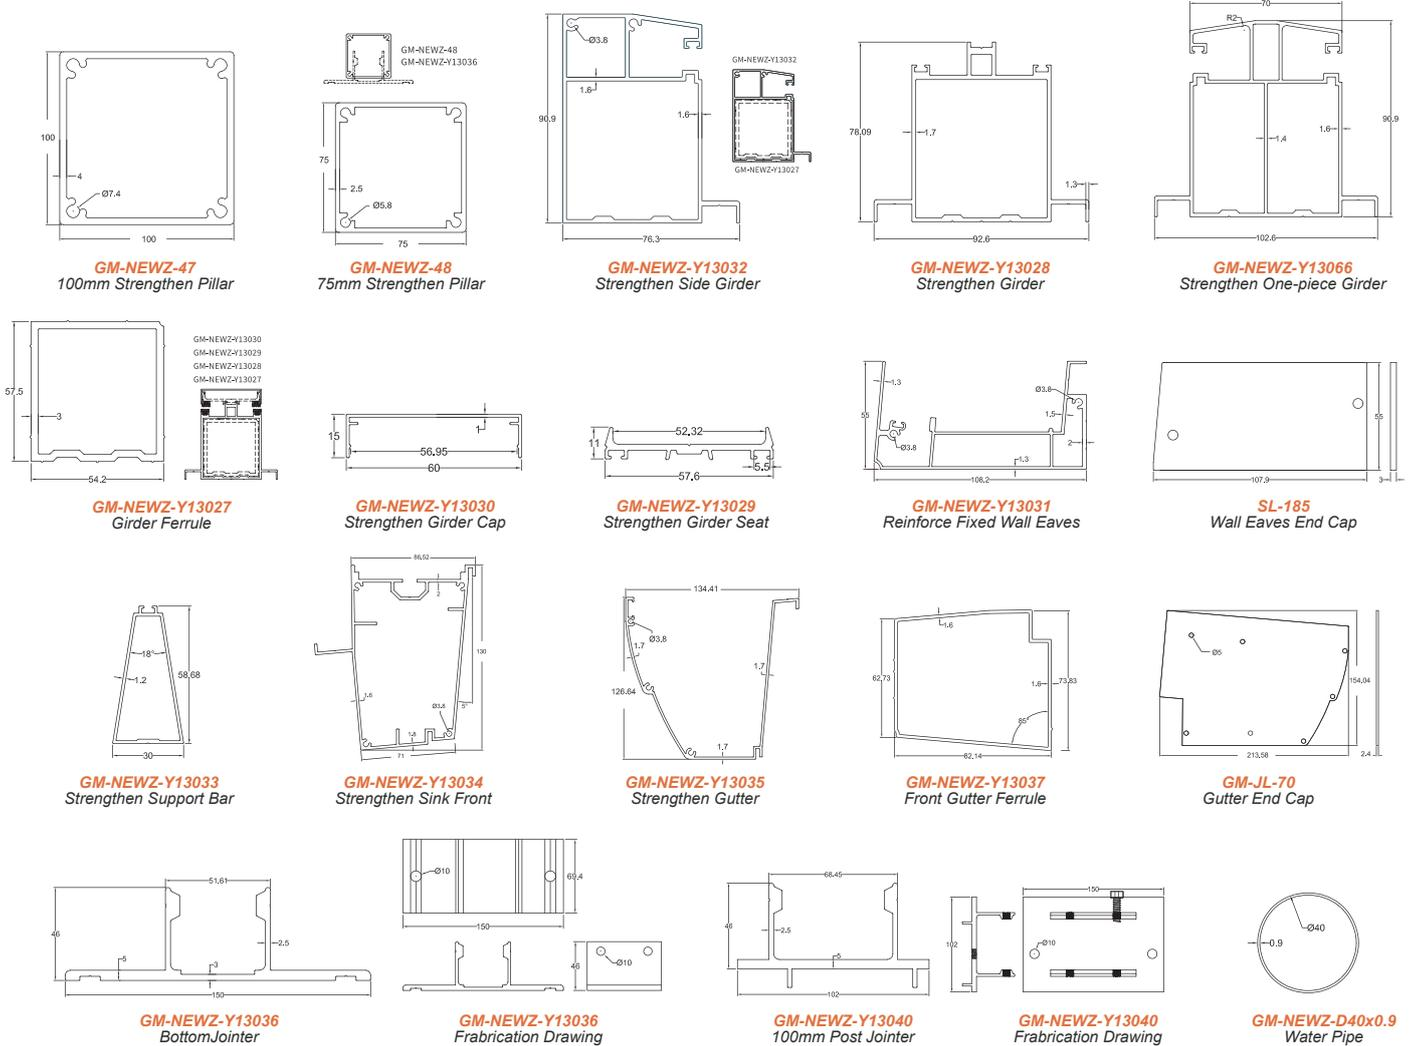 100
4
Ø7.4
100
GM-NEWZ-47
100mm Strengthen Pillar
GM-NEWZ-48
GM-NEWZ-Y13036
75
2.5
Ø5.8
75
GM-NEWZ-48
75mm Strengthen Pillar
Ø3.8
1.6
1.6
90.9
76.3
GM-NEWZ-Y13032
GM-NEWZ-Y13027
GM-NEWZ-Y13032
Strengthen Side Girder
78.09
1.7
1.3
92.6
GM-NEWZ-Y13028
Strengthen Girder
70
R2
1.4
1.6
90.9
102.6
GM-NEWZ-Y13066
Strengthen One-piece Girder
57.5
3
54.2
GM-NEWZ-Y13030
GM-NEWZ-Y13029
GM-NEWZ-Y13028
GM-NEWZ-Y13027
GM-NEWZ-Y13027
Girder Ferrule
15
1
56.95
60
GM-NEWZ-Y13030
Strengthen Girder Cap
11
52.32
5.5
57.6
GM-NEWZ-Y13029
Strengthen Girder Seat
55
1.3
Ø3.8
Ø3.8
1.5
2
1.3
108.2
GM-NEWZ-Y13031
Reinforce Fixed Wall Eaves
55
107.9
3
SL-185
Wall Eaves End Cap
18°
1.2
58.68
30
GM-NEWZ-Y13033
Strengthen Support Bar
86.52
2
130
1.6
Ø3.8
5°
1.8
71
GM-NEWZ-Y13034
Strengthen Sink Front
134.41
Ø3.8
1.7
1.7
126.64
1.7
GM-NEWZ-Y13035
Strengthen Gutter
1.6
62.73
1.6
73.83
85°
82.14
GM-NEWZ-Y13037
Front Gutter Ferrule
Ø5
154.04
213.58
2.4
GM-JL-70
Gutter End Cap
51.61
46
5
3
2.5
150
GM-NEWZ-Y13036
BottomJointer
Ø10
69.4
150
46
Ø10
GM-NEWZ-Y13036
Frabrication Drawing
68.45
46
2.5
5
102
GM-NEWZ-Y13040
100mm Post Jointer
150
102
Ø10
GM-NEWZ-Y13040
Frabrication Drawing
Ø40
0.9
GM-NEWZ-D40x0.9
Water Pipe